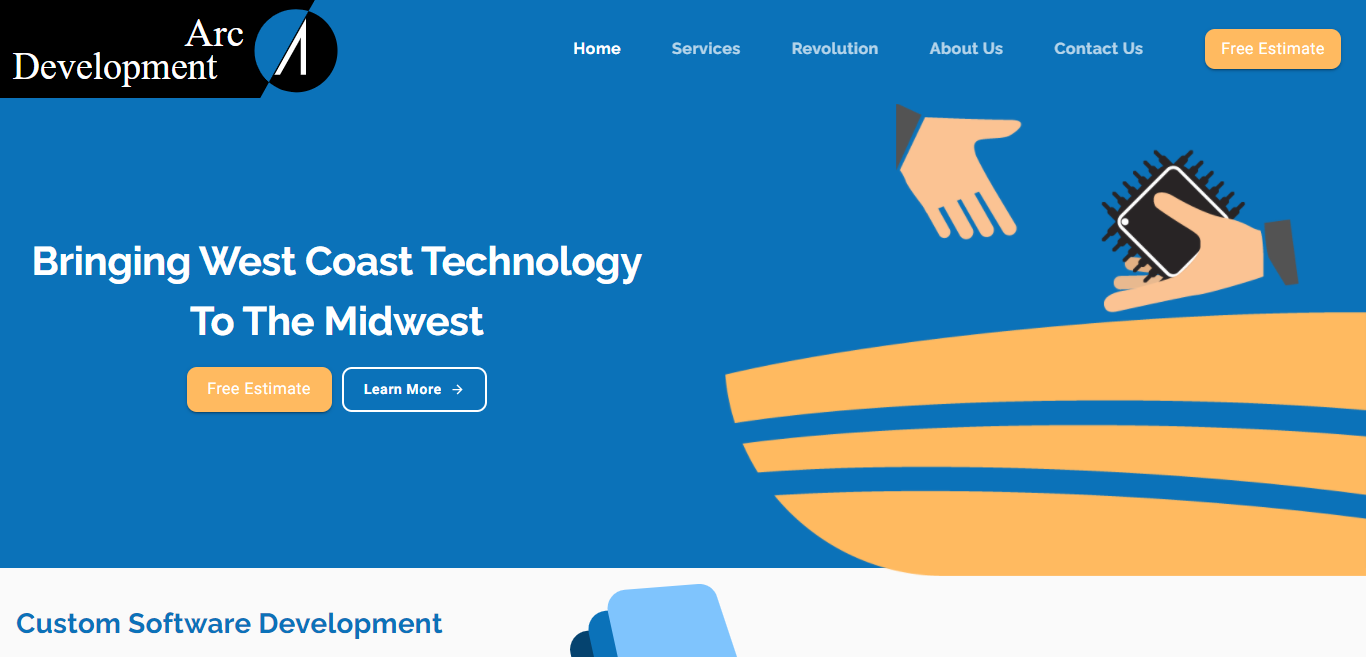 Arc
Development
Home
Services
Revolution
About Us
Contact Us
Free Estimate
Bringing West Coast Technology
To The Midwest
Free Estimate
Learn More →
Custom Software Development